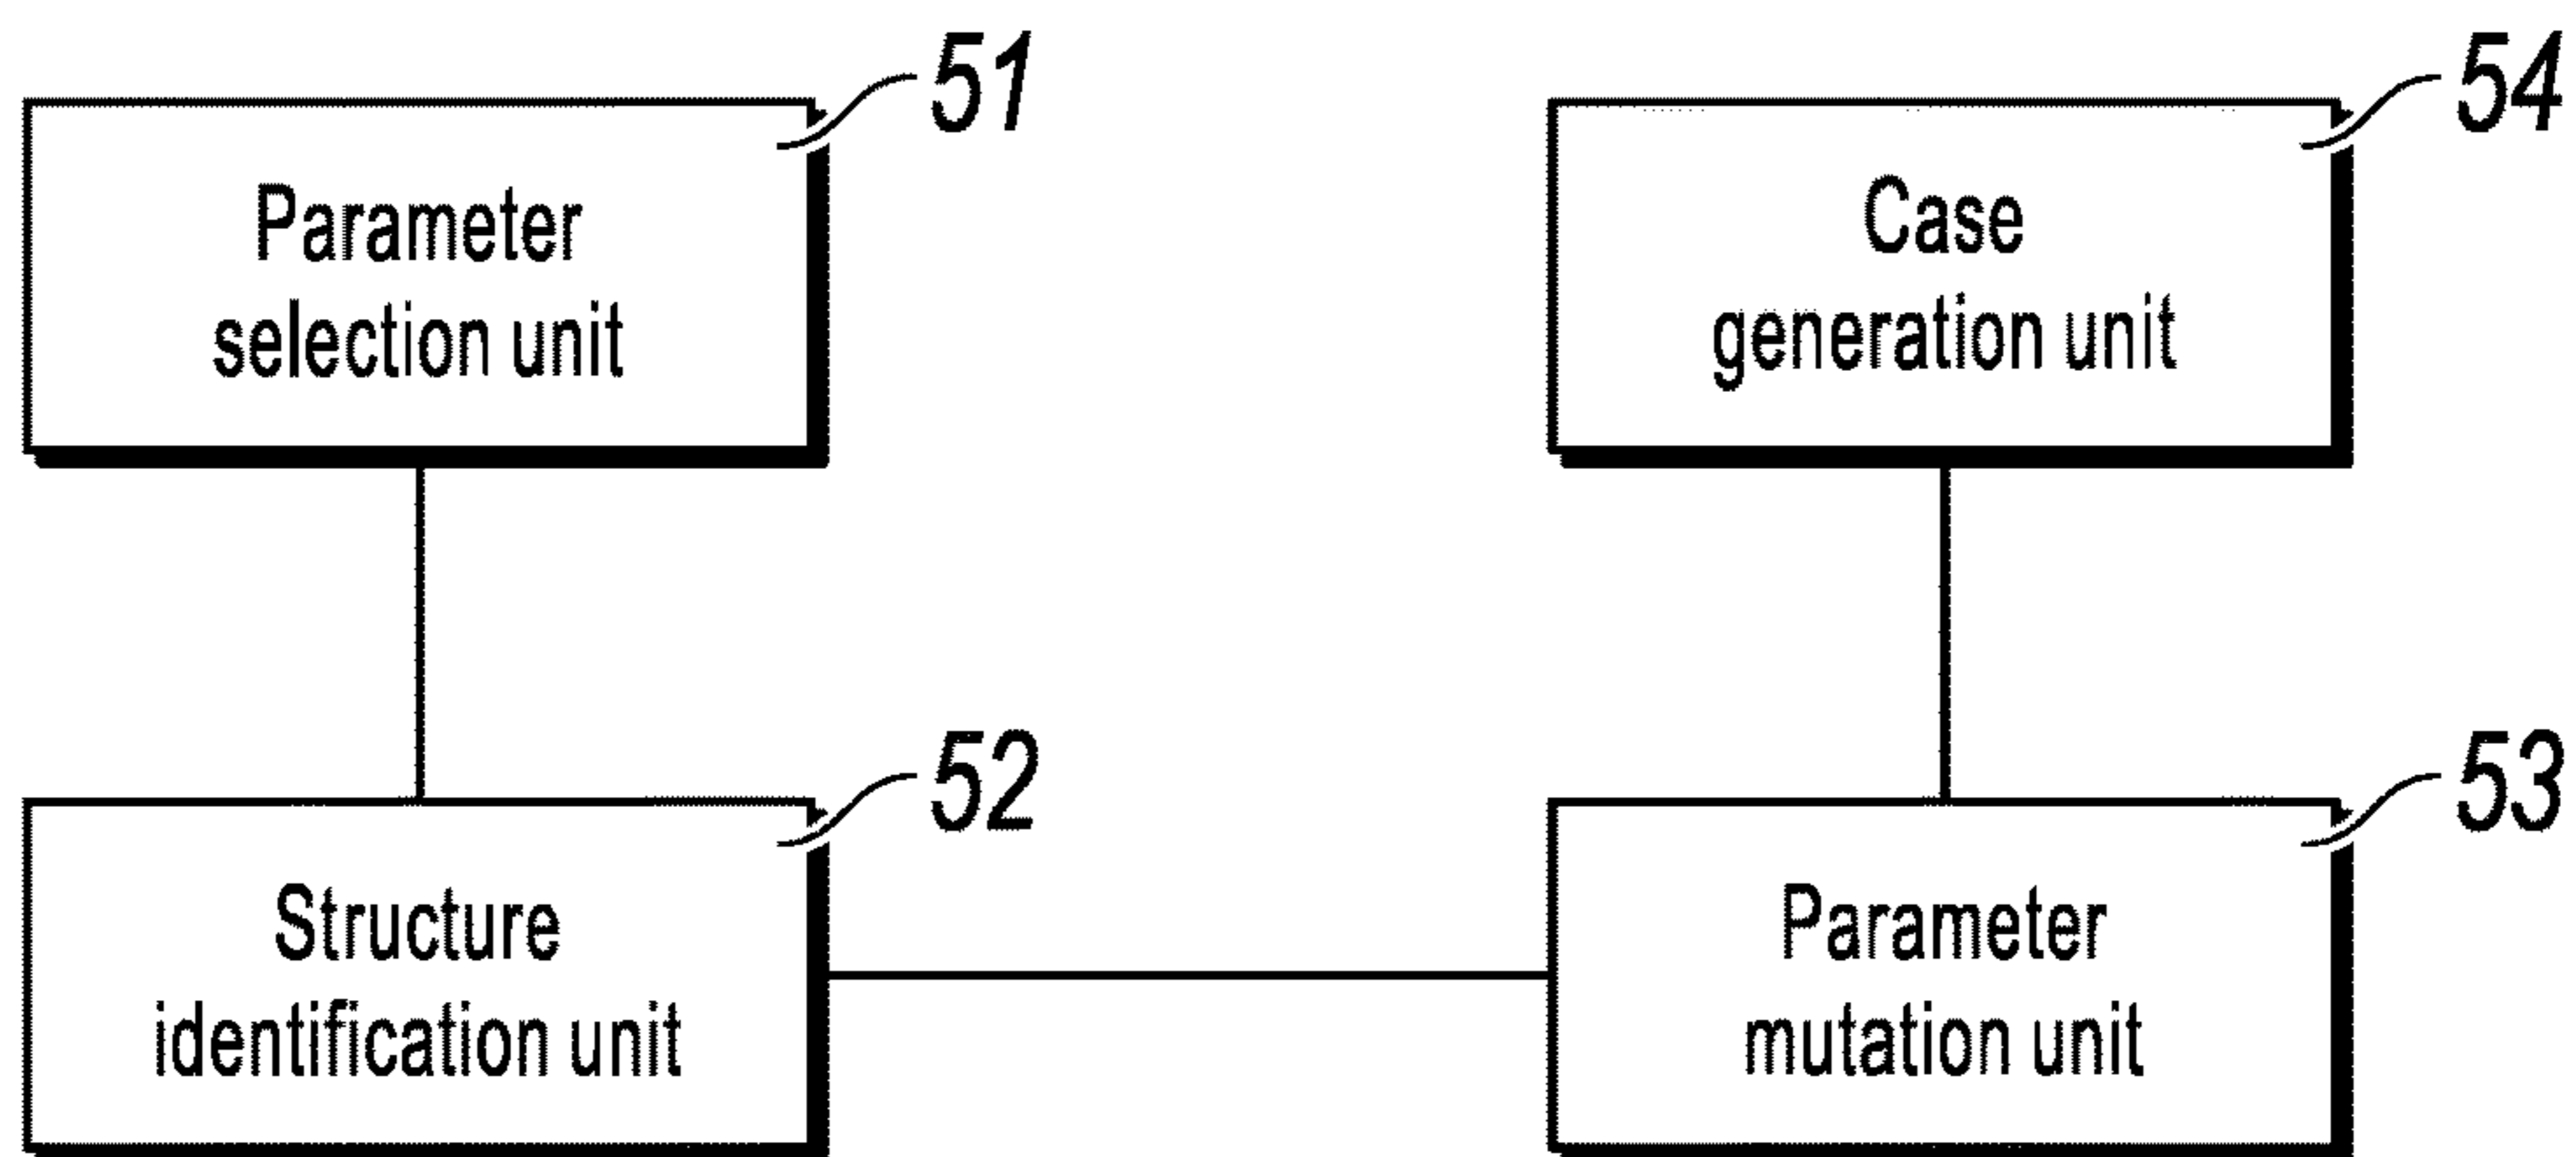 51
Parameter
selection unit
54
Case
generation unit
52
Structure
identification unit
53
Parameter
mutation unit